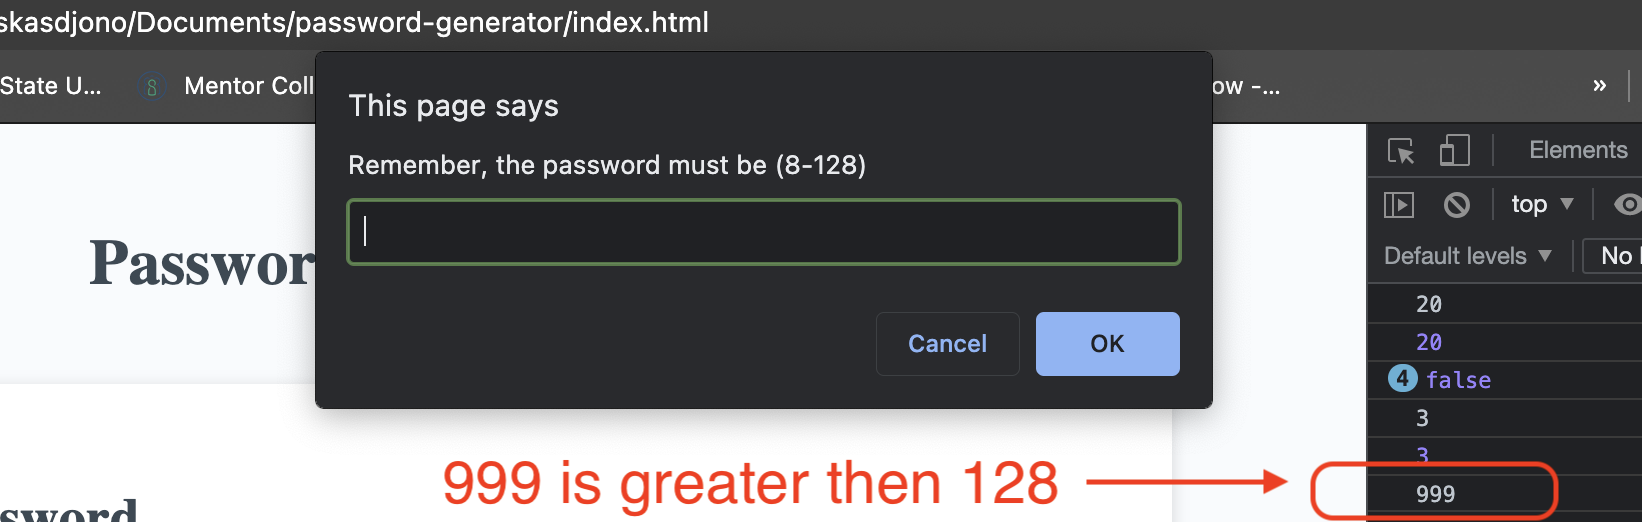 skasdjono/Documents/password-generator/index.html
State U... Mentor Coll ow -... »
This page says
Remember, the password must be (8-128)
Cancel OK
Passwor
sword
999 is greater then 128
Elements
top ▼
Default levels ▼ No
20
20
4 false
3
3
999